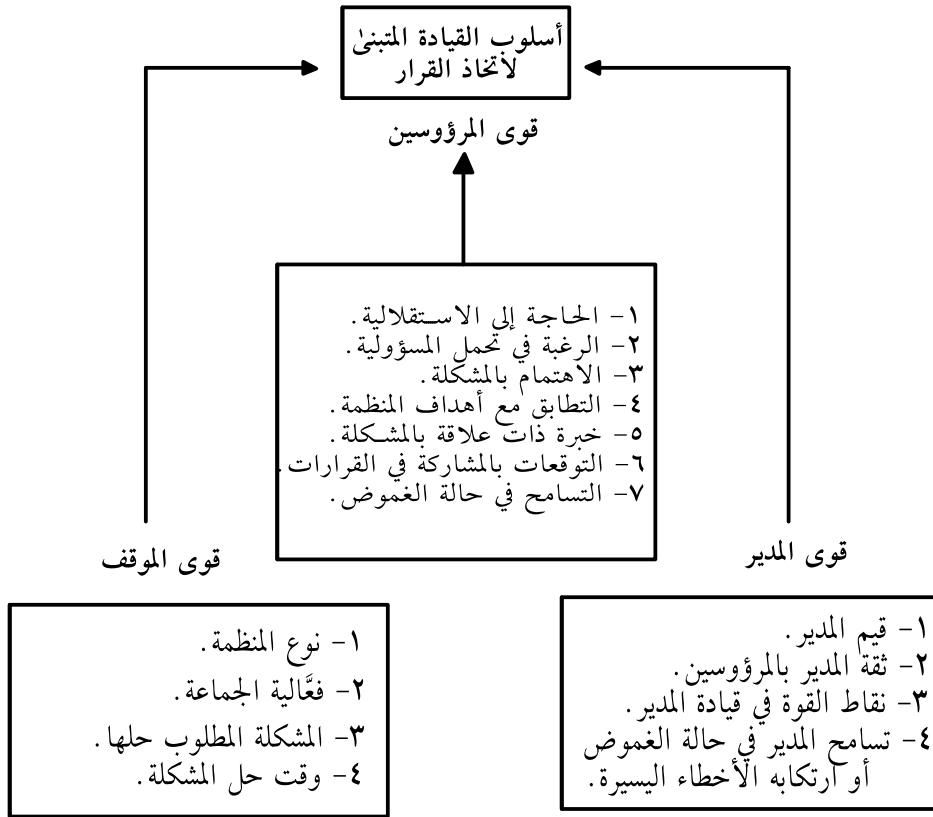 أسلوب القيادة المتبنىٰ
لاتخاذ القرار
قوى المرؤوسين
١- الحاجة إلى الاستقلالية.
٢- الرغبة في تحمل المسؤولية.
٣- الاهتمام بالمشكلة.
٤- التطابق مع أهداف المنظمة.
٥- خبرة ذات علاقة بالمشكلة.
٦- التوقعات بالمشاركة في القرارات.
٧- التسامح في حالة الغموض.
قوى المدير
١- قيم المدير.
٢- ثقة المدير بالمرؤوسين.
٣- نقاط القوة في قيادة المدير.
٤- تسامح المدير في حالة الغموض
أو ارتكابه الأخطاء اليسيرة.
قوى الموقف
١- نوع المنظمة.
٢- فعَّالية الجماعة.
٣- المشكلة المطلوب حلها.
٤- وقت حل المشكلة.